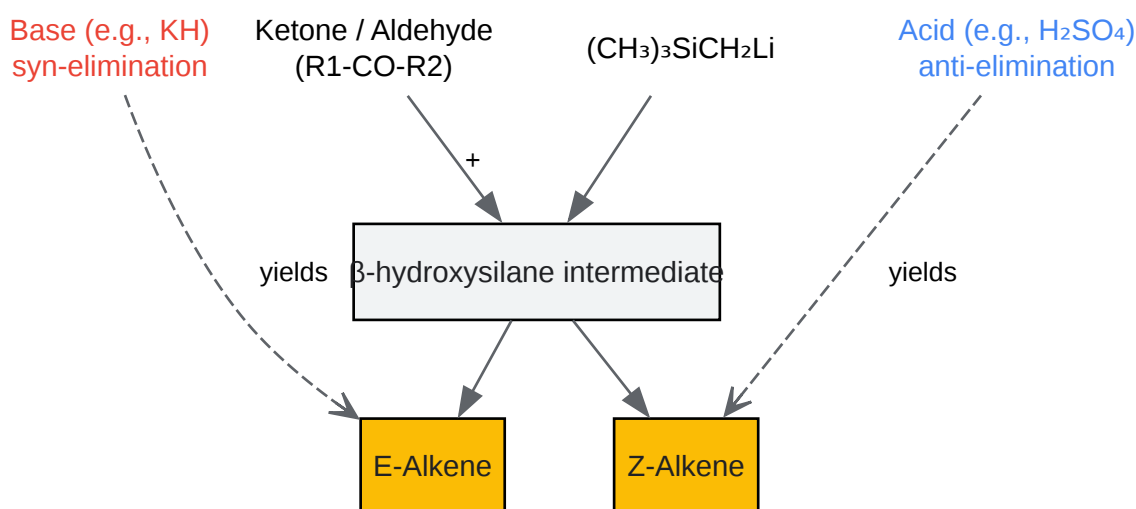 Base (e.g., KH)
syn-elimination
Ketone / Aldehyde
(R1-CO-R2)
(CH₃)₃SiCH₂Li
Acid (e.g., H₂SO₄)
anti-elimination
+
yields
β-hydroxysilane intermediate
yields
E-Alkene
Z-Alkene